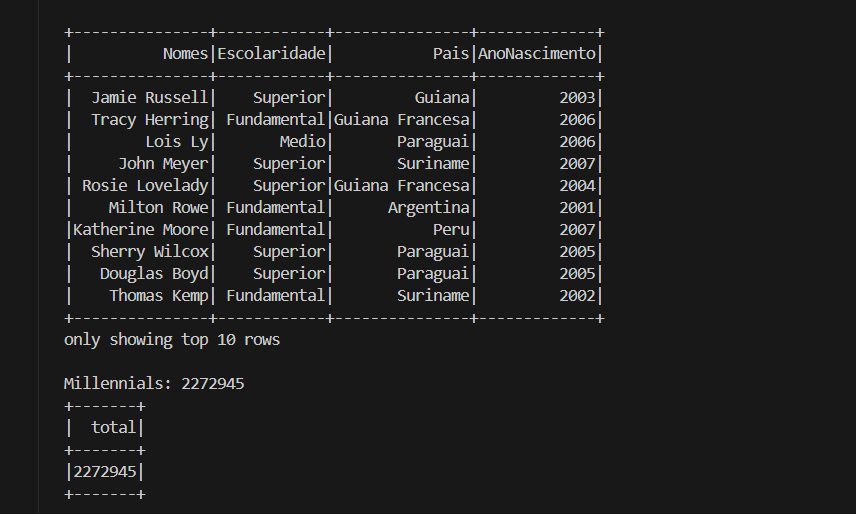 +---------------+------------+---------------+-------------+
|          Nomes|Escolaridade|           Pais|AnoNascimento|
+---------------+------------+---------------+-------------+
|  Jamie Russell|    Superior|         Guiana|         2003|
|  Tracy Herring| Fundamental|Guiana Francesa|         2006|
|        Lois Ly|       Medio|       Paraguai|         2006|
|     John Meyer|    Superior|       Suriname|         2007|
| Rosie Lovelady|    Superior|Guiana Francesa|         2004|
|    Milton Rowe| Fundamental|      Argentina|         2001|
|Katherine Moore| Fundamental|           Peru|         2007|
|  Sherry Wilcox|    Superior|       Paraguai|         2005|
|   Douglas Boyd|    Superior|       Paraguai|         2005|
|    Thomas Kemp| Fundamental|       Suriname|         2002|
+---------------+------------+---------------+-------------+
only showing top 10 rows

Millennials: 2272945
+-------+
|  total|
+-------+
|2272945|
+-------+